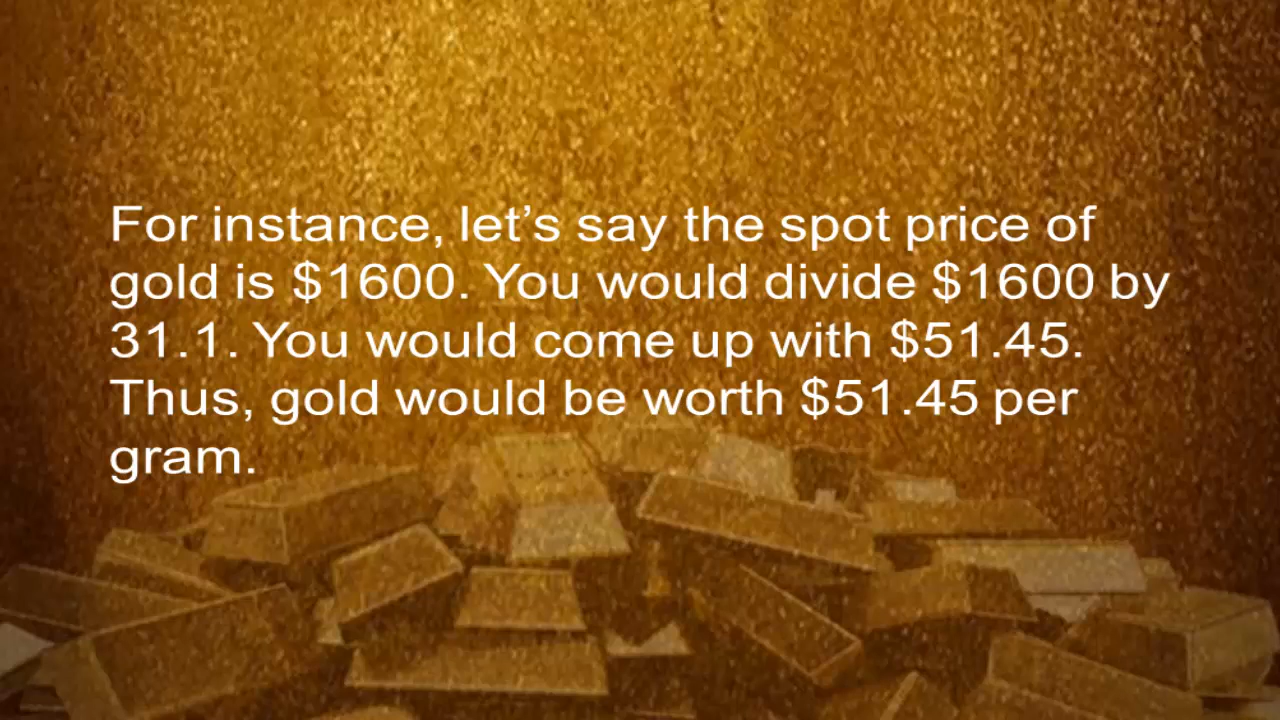 For instance, let’s say the spot price of
gold is $1600. You would divide $1600 by
31.1. You would come up with $51.45.
Thus, gold would be worth $51.45 per
gram.